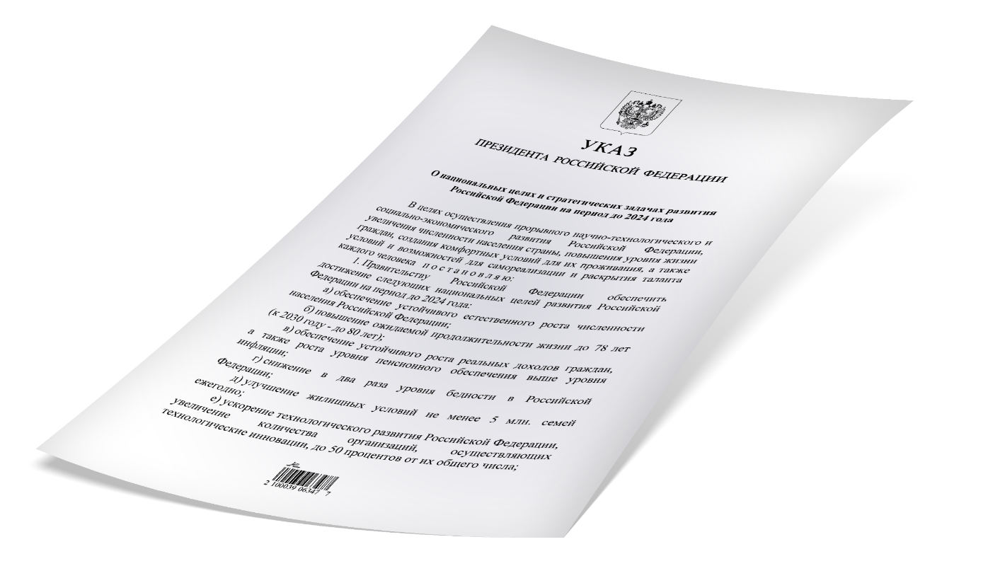 УКАЗ
ПРЕЗИДЕНТА РОССИЙСКОЙ ФЕДЕРАЦИИ
О национальных целях и стратегических задачах развития
Российской Федерации на период до 2024 года
В целях осуществления прорывного научно-технологического и
социально-экономического развития Российской Федерации,
увеличения численности населения страны, повышения уровня жизни
граждан, создания комфортных условий для их проживания, а также
условий и возможностей для самореализации и раскрытия таланта
каждого человека п о с т а н о в л я ю:
1. Правительству Российской Федерации обеспечить
достижение следующих национальных целей развития Российской
Федерации на период до 2024 года:
а) обеспечение устойчивого естественного роста численности
населения Российской Федерации;
б) повышение ожидаемой продолжительности жизни до 78 лет
(к 2030 году - до 80 лет);
в) обеспечение устойчивого роста реальных доходов граждан,
а также роста уровня пенсионного обеспечения выше уровня
инфляции;
г) снижение в два раза уровня бедности в Российской
Федерации;
д) улучшение жилищных условий не менее 5 млн. семей
ежегодно;
е) ускорение технологического развития Российской Федерации,
увеличение количества организаций, осуществляющих
технологические инновации, до 50 процентов от их общего числа;
2 100039 06347 7